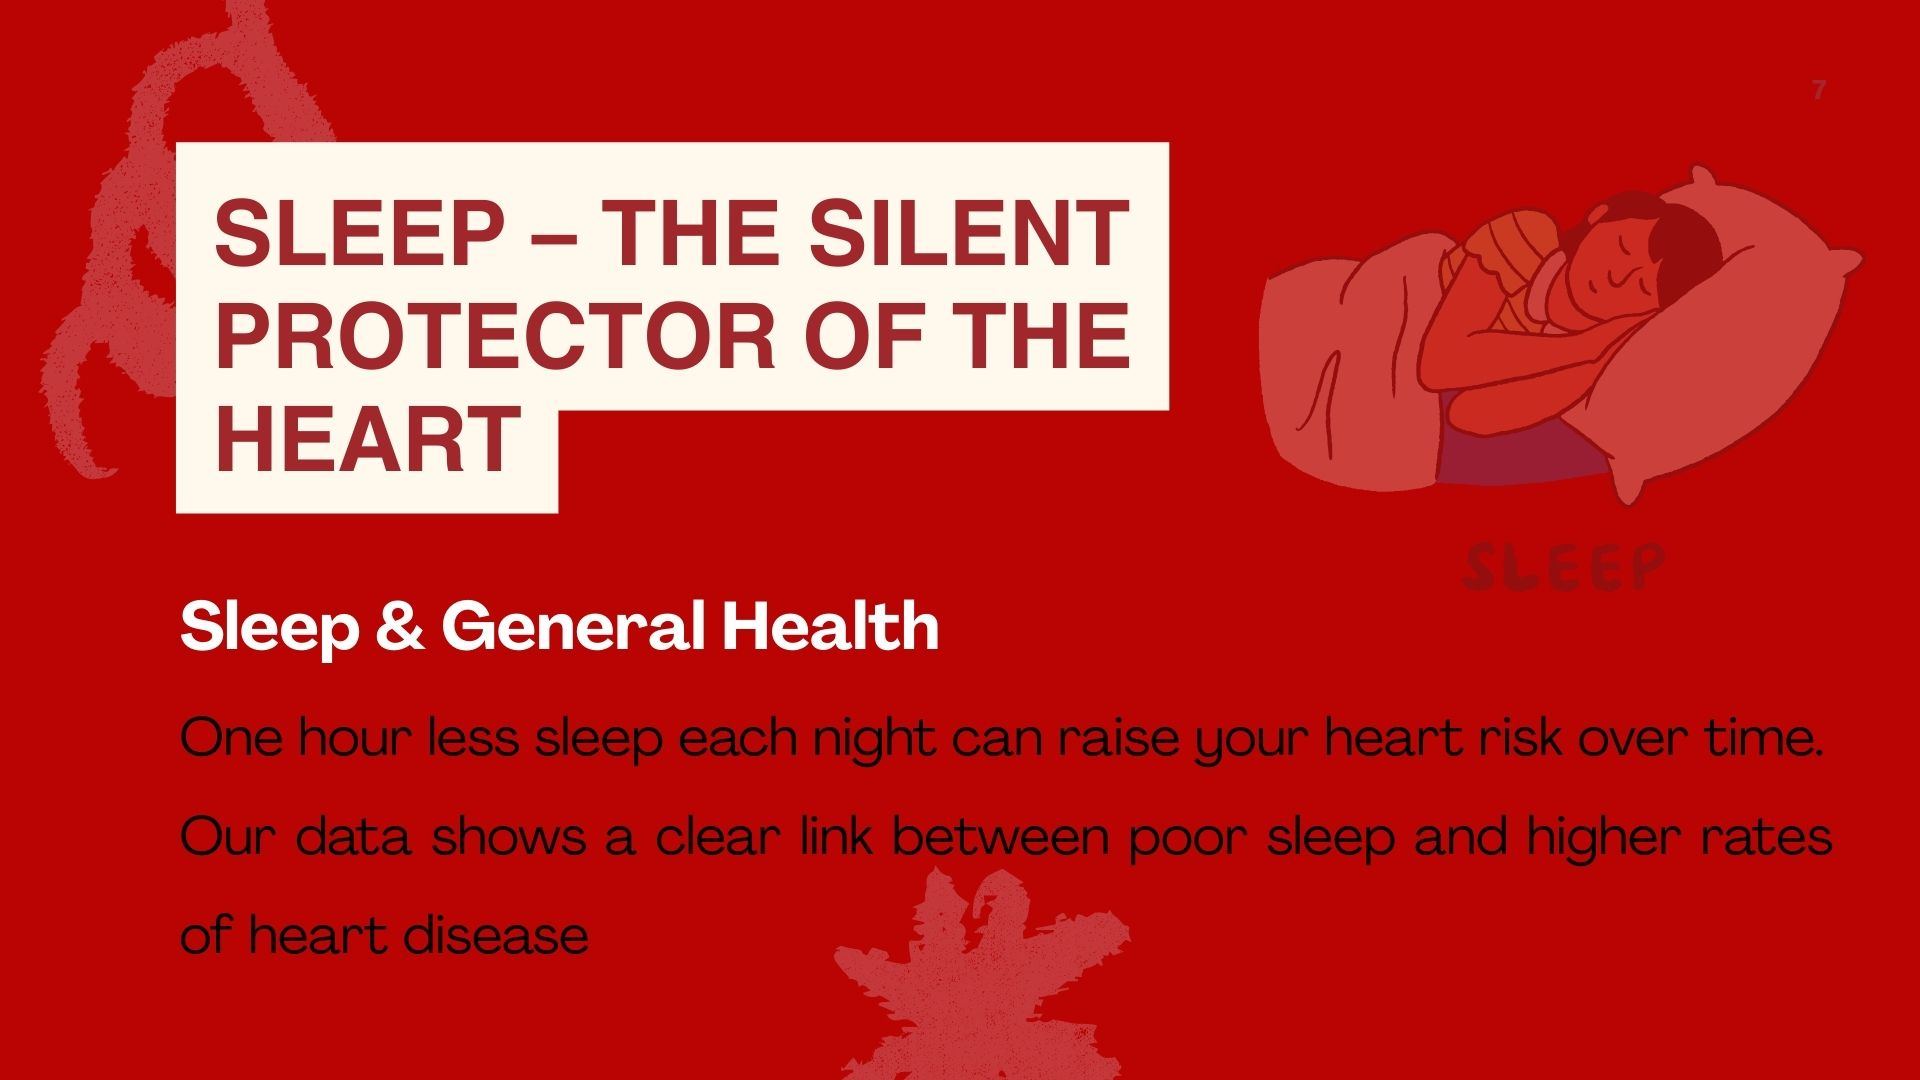 7
SLEEP – THE SILENT
PROTECTOR OF THE
HEART
SLEEP
Sleep & General Health
One hour less sleep each night can raise your heart risk over time.
Our data shows a clear link between poor sleep and higher rates
of heart disease